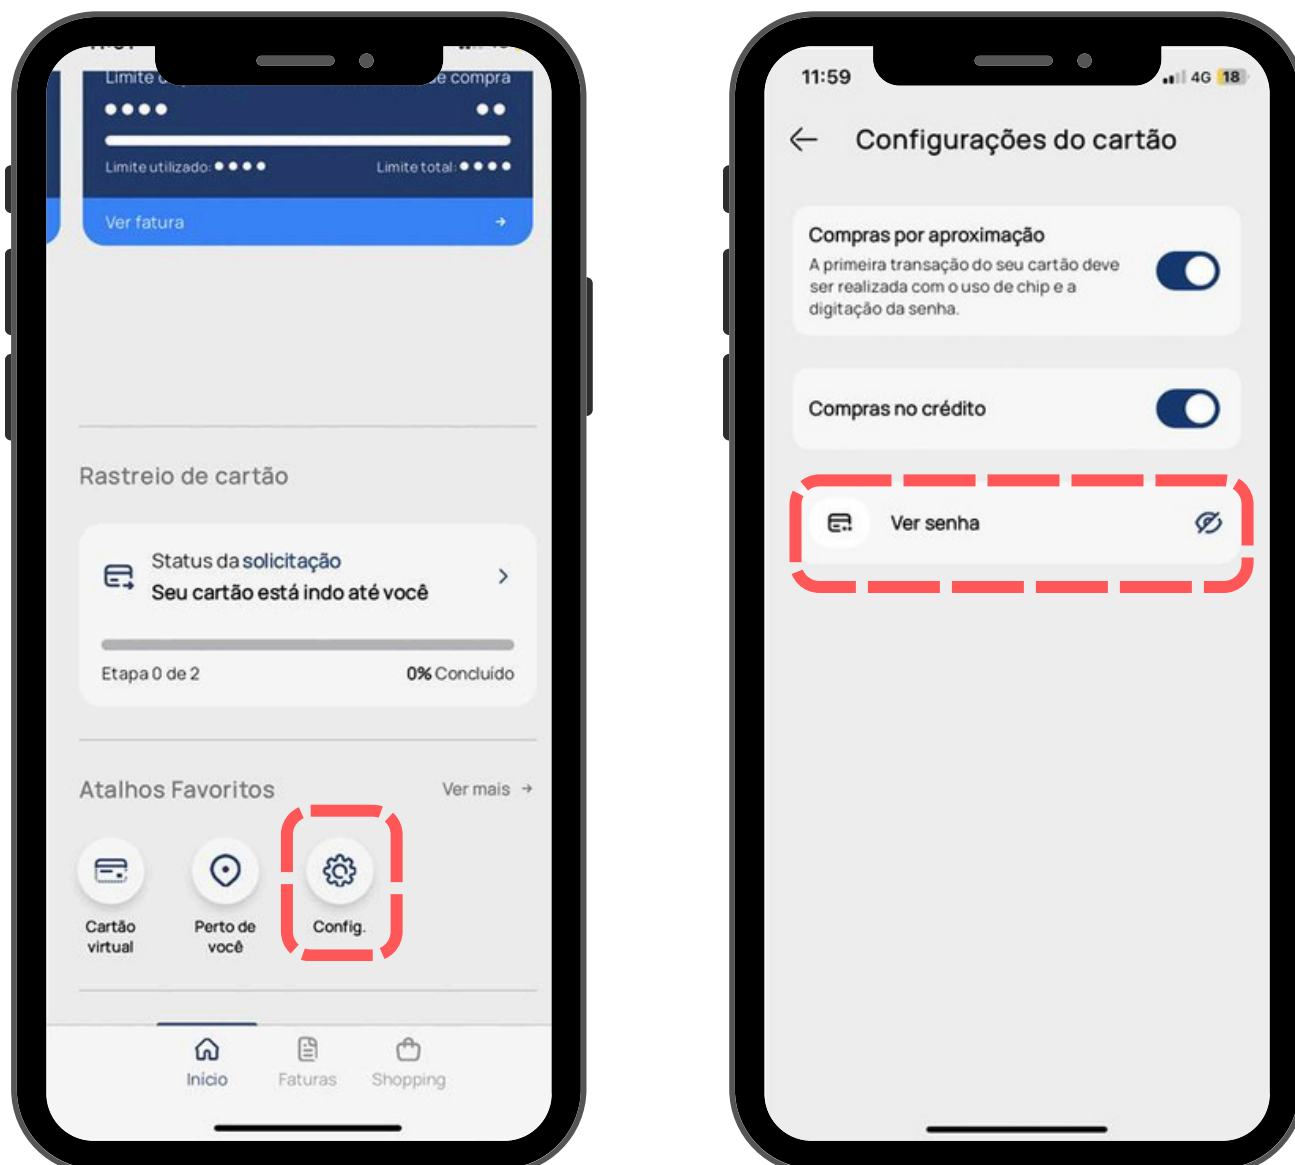 Limite
de compra
Limite utilizado:
Limite total:
Ver fatura
Rastreio de cartão
Status da solicitação
Seu cartão está indo até você
Etapa 0 de 2
0% Concluído
Atalhos Favoritos
Ver mais
Cartão
virtual
Perto de
você
Config.
Início
Faturas
Shopping
11:59
4G 18
Configurações do cartão
Compras por aproximação
A primeira transação do seu cartão deve
ser realizada com o uso de chip e a
digitação da senha.
Compras no crédito
Ver senha